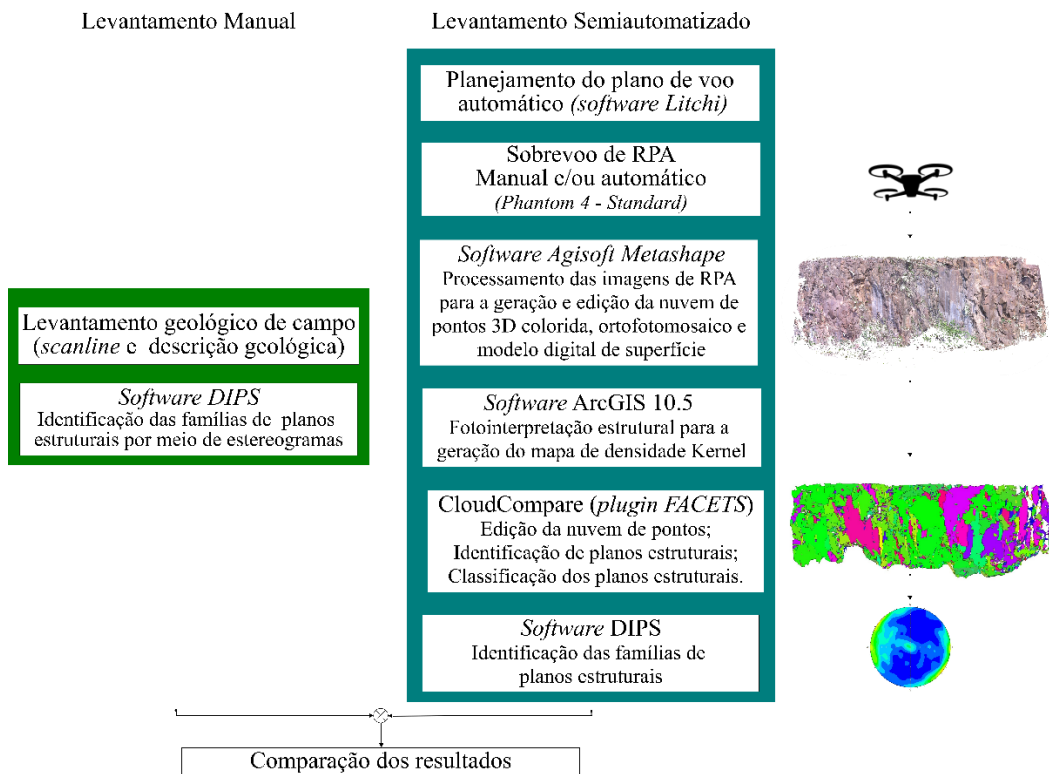 Levantamento Manual
Levantamento Semiautomatizado
Planejamento do plano de voo
automático (software Litchi)
Sobrevoo de RPA
Manual e/ou automático
(Phantom 4 - Standard)
Software Agisoft Metashape
Processamento das imagens de RPA
para a geração e edição da nuvem de
pontos 3D colorida, ortofotomosaico e
modelo digital de superfície
Levantamento geológico de campo
(scanline e descrição geológica)
Software DIPS
Identificação das famílias de planos
estruturais por meio de estereogramas
Software ArcGIS 10.5
Fotointerpretação estrutural para a
geração do mapa de densidade Kernel
CloudCompare (plugin FACETS)
Edição da nuvem de pontos;
Identificação de planos estruturais;
Classificação dos planos estruturais.
Software DIPS
Identificação das famílias de
planos estruturais
Comparação dos resultados